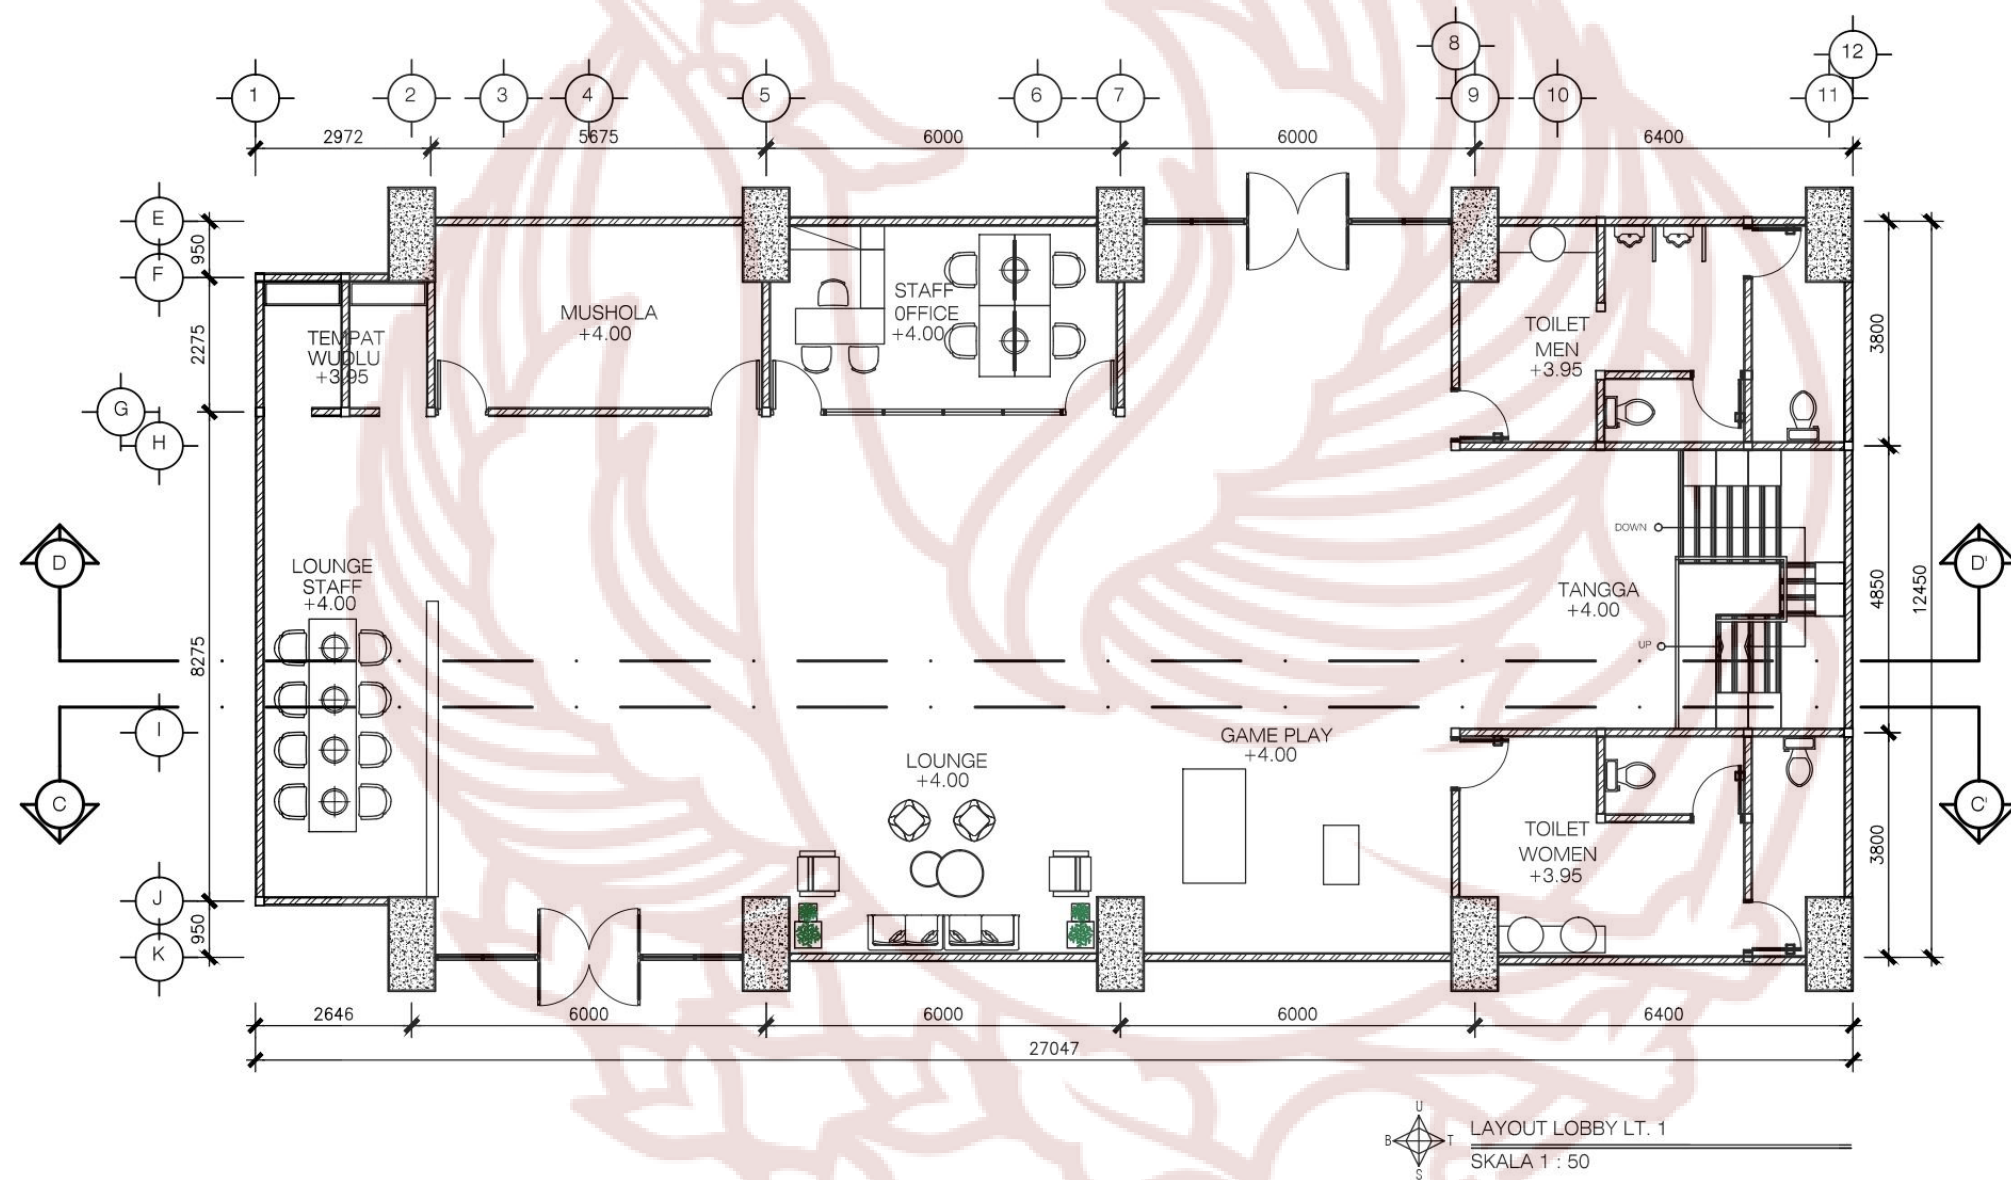 8
12
1
2
3
4
5
6
7
9
10
11
2972
5675
6000
6000
6400
E
950
F
2275
G
H
8275
I
J
950
K
D
C
D'
C'
3800
4850
12450
3800
MUSHOLA
+4.00
STAFF
OFFICE
+4.00
TEMPAT
WUDLU
+3.95
TOILET
MEN
+3.95
DOWN
LOUNGE
STAFF
+4.00
TANGGA
+4.00
UP
GAME PLAY
+4.00
LOUNGE
+4.00
TOILET
WOMEN
+3.95
2646
6000
6000
6000
6400
27047
U
B
T
S
LAYOUT LOBBY LT. 1
SKALA 1 : 50